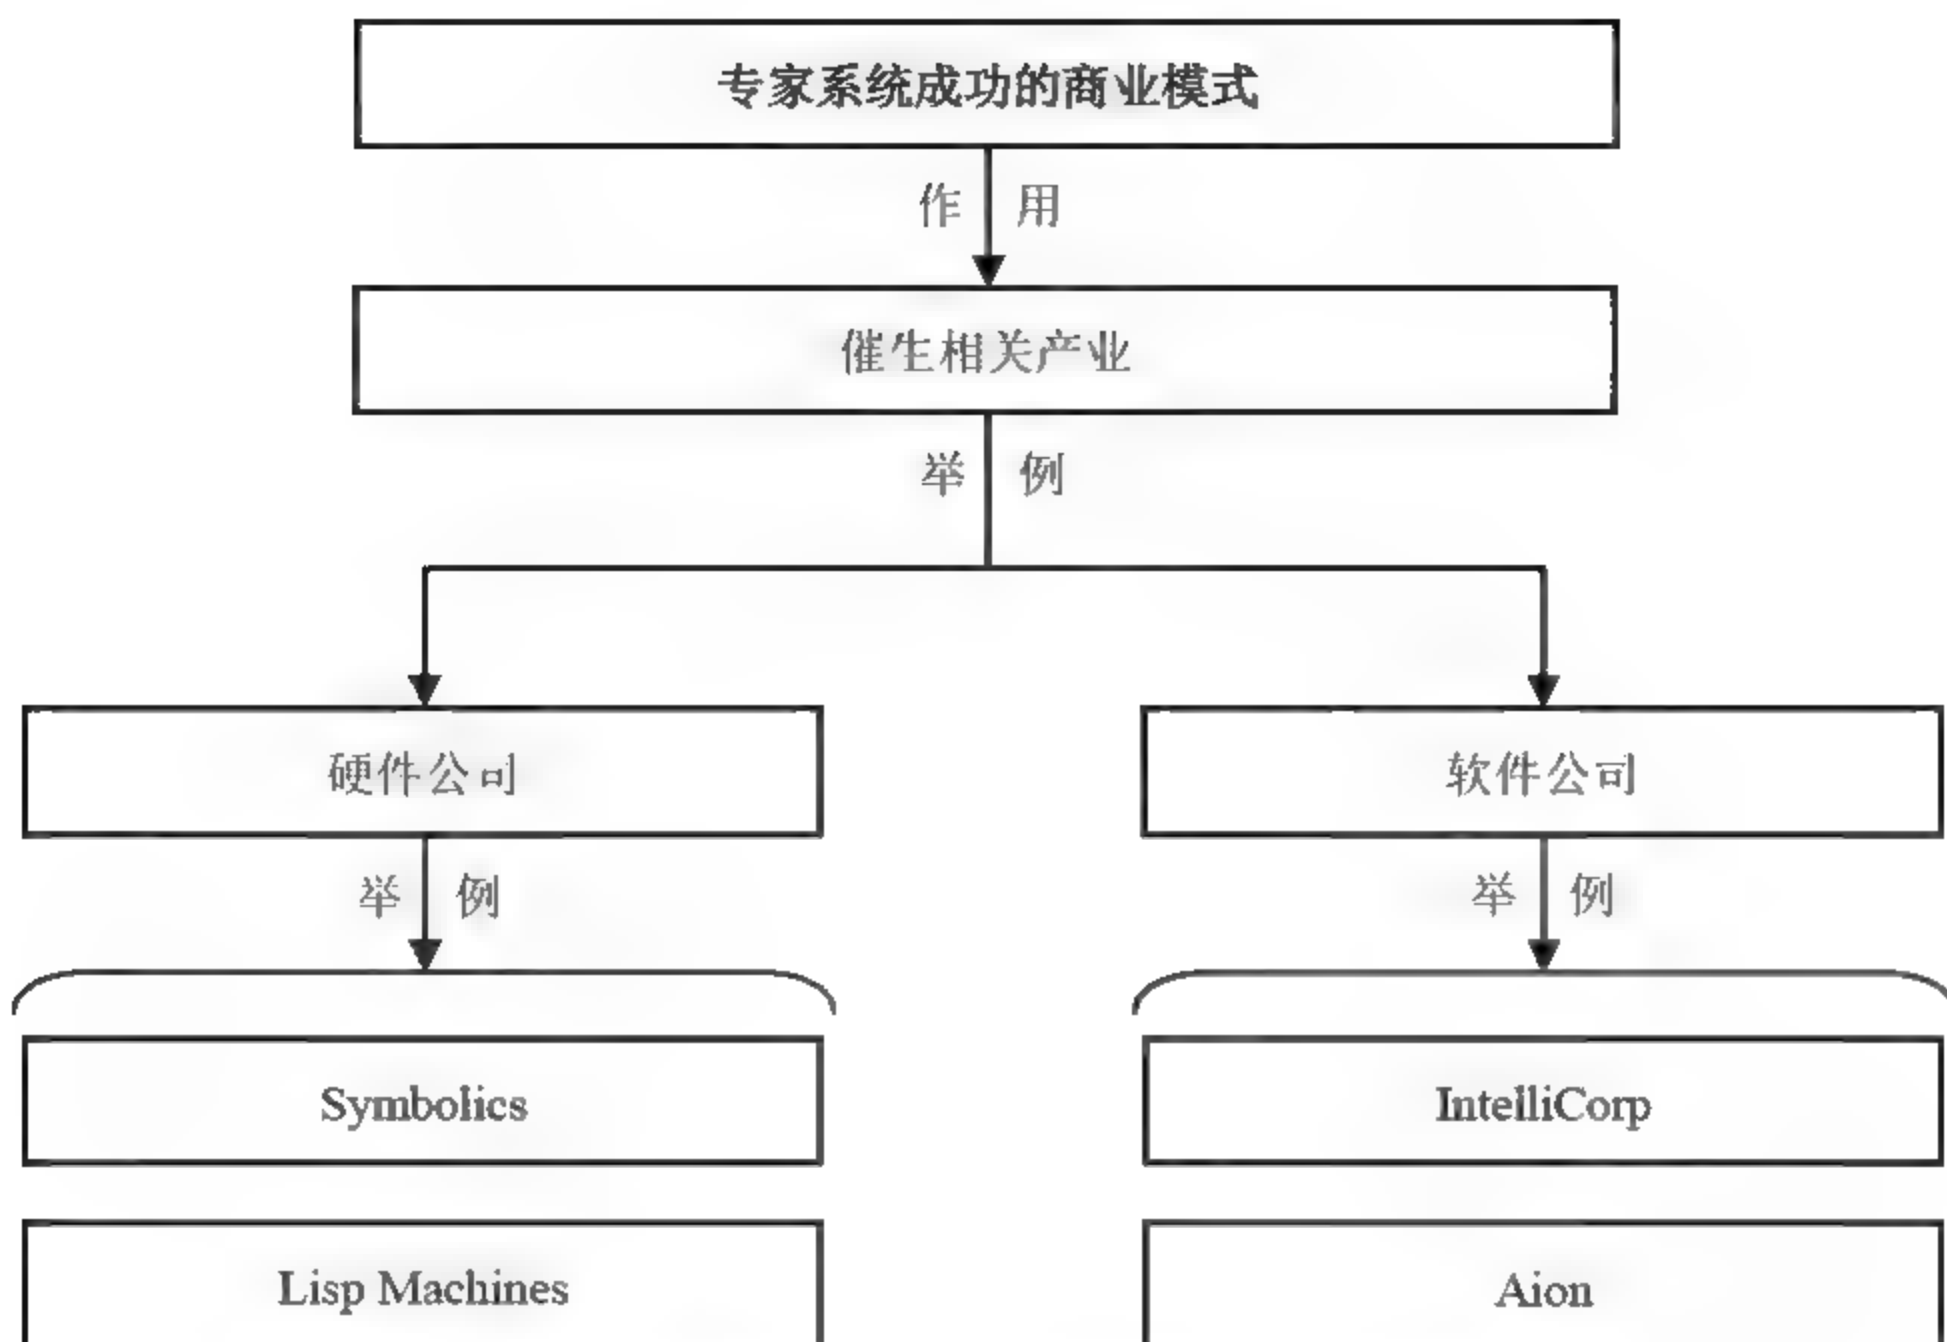 专家系统成功的商业模式
作用
催生相关产业
举例
硬件公司
软件公司
举例
举例
Symbolics
IntelliCorp
Lisp Machines
Aion